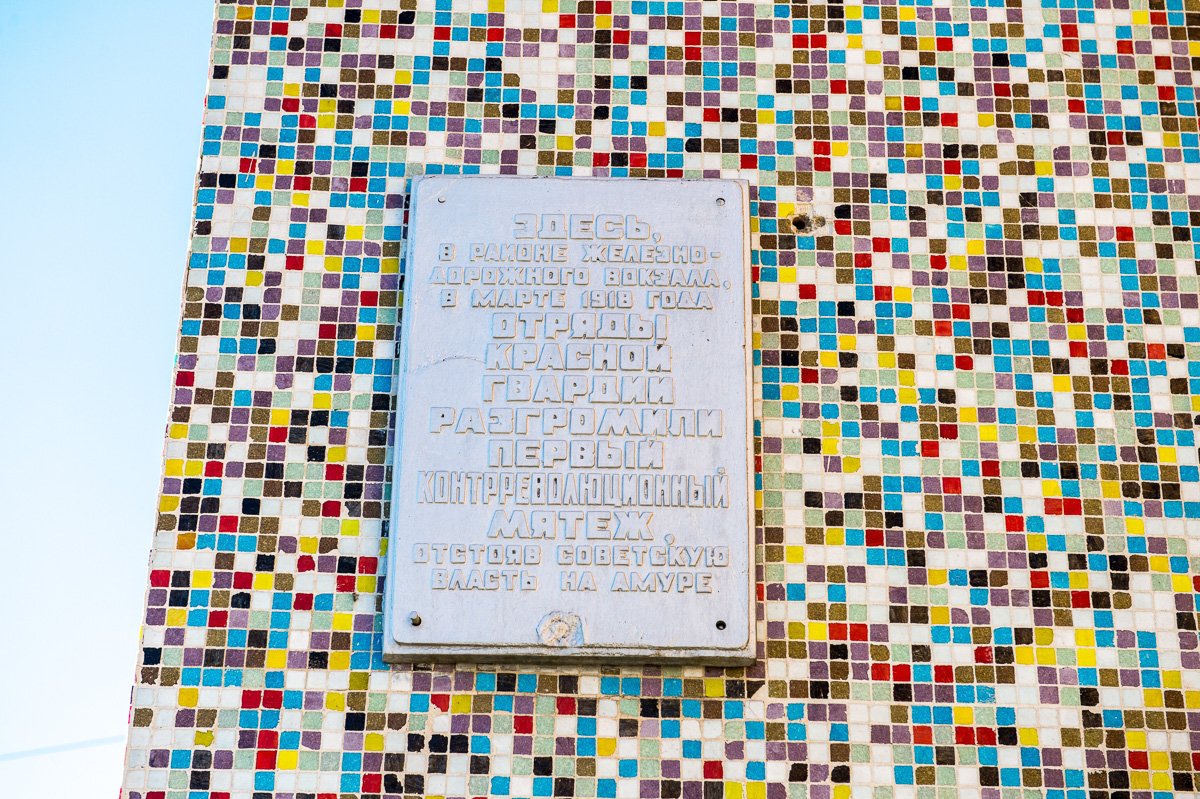 ЗДЕСЬ,
В РАЙОНЕ ЖЕЛЕЗНО-
ДОРОЖНОГО ВОКЗАЛА,
В МАРТЕ 1918 ГОДА
ОТРЯДЫ
КРАСНОЙ
ГВАРДИИ
РАЗГРОМИЛИ
ПЕРВЫЙ
КОНТРРЕВОЛЮЦИОННЫЙ
МЯТЕЖ,
ОТСТОЯВ СОВЕТСКУЮ
ВЛАСТЬ НА АМУРЕ